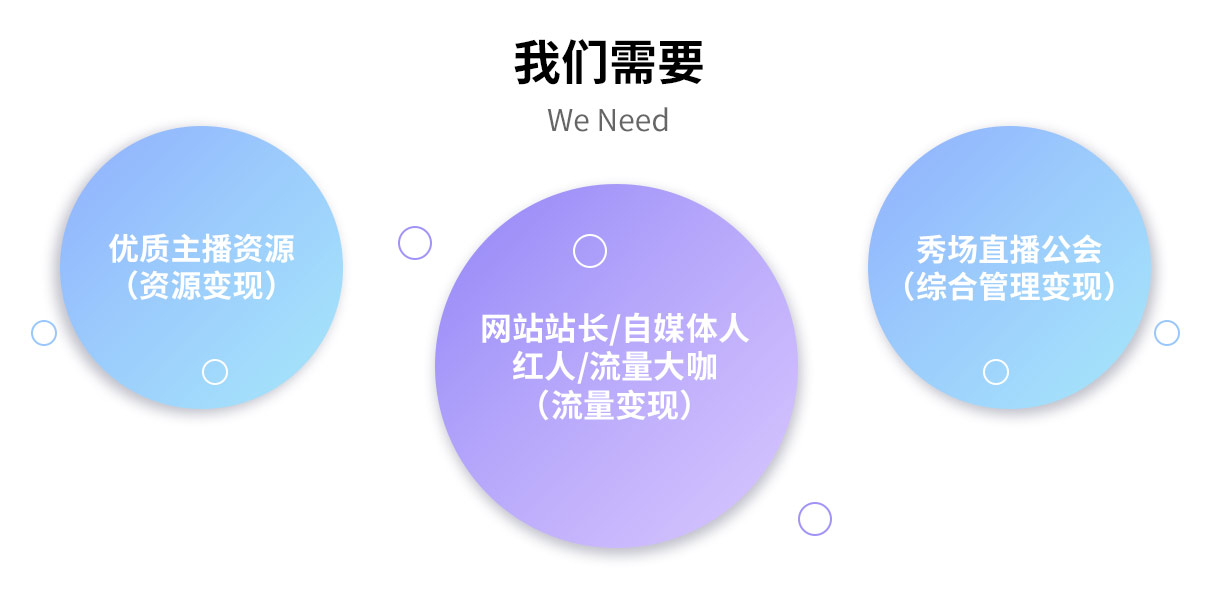 我们需要
We Need
优质主播资源
（资源变现）
网站站长/自媒体人
红人/流量大咖
（流量变现）
秀场直播公会
（综合管理变现）